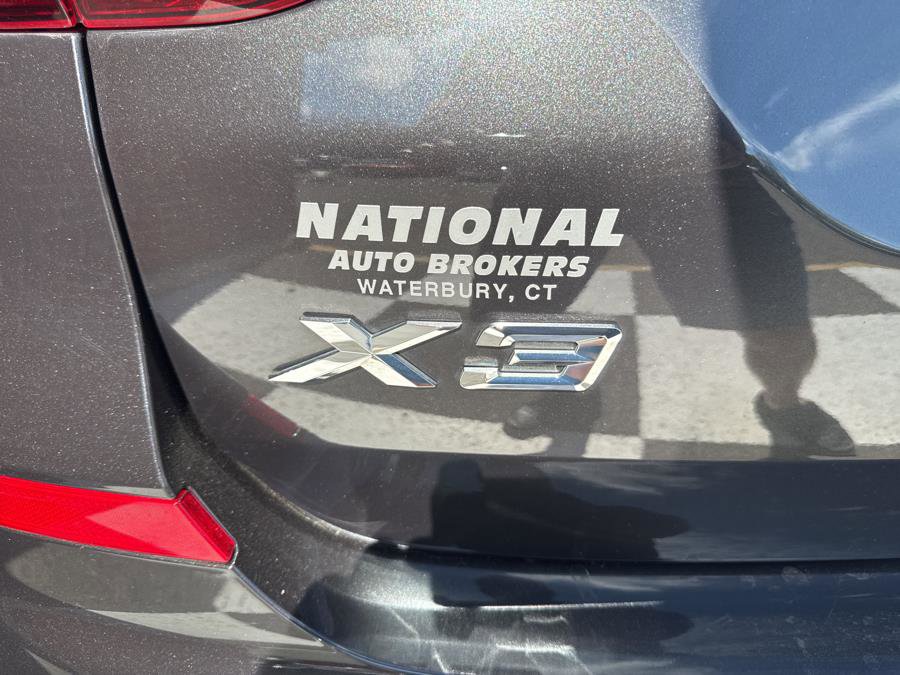 NATIONAL
AUTO BROKERS
WATERBURY, CT
X3